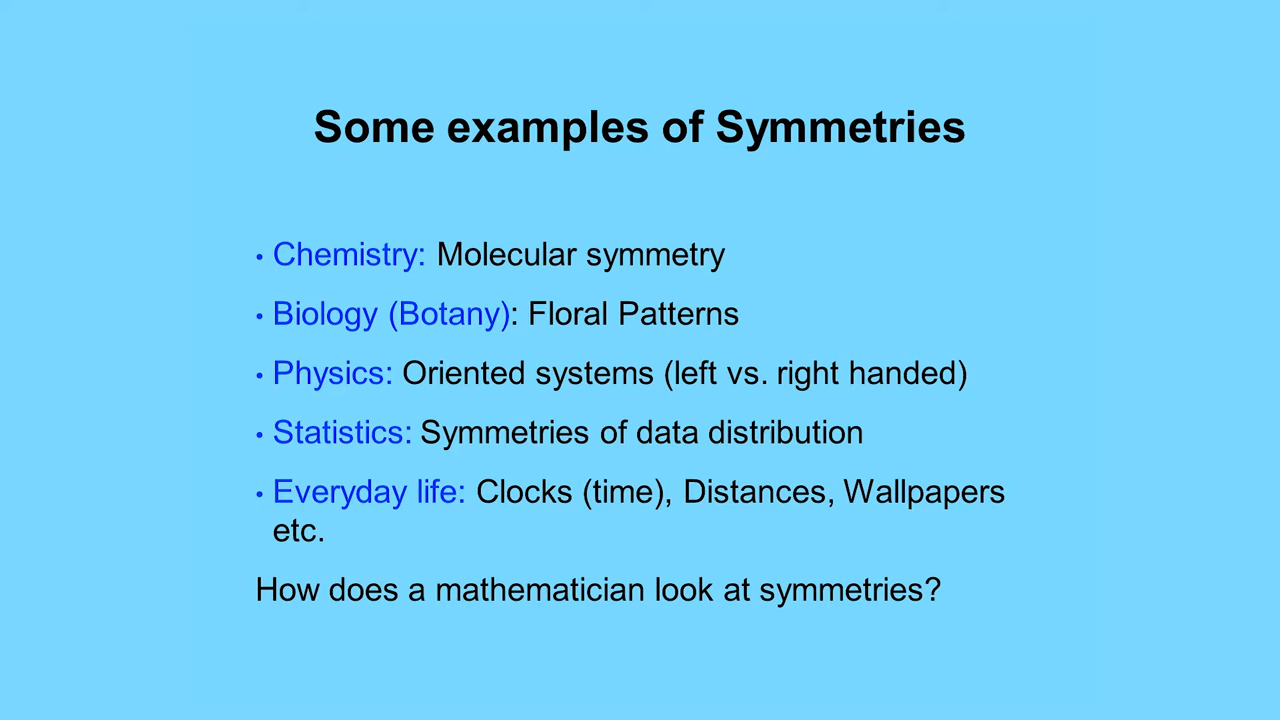 Some examples of Symmetries
• Chemistry: Molecular symmetry
• Biology (Botany): Floral Patterns
• Physics: Oriented systems (left vs. right handed)
• Statistics: Symmetries of data distribution
• Everyday life: Clocks (time), Distances, Wallpapers
etc.
How does a mathematician look at symmetries?